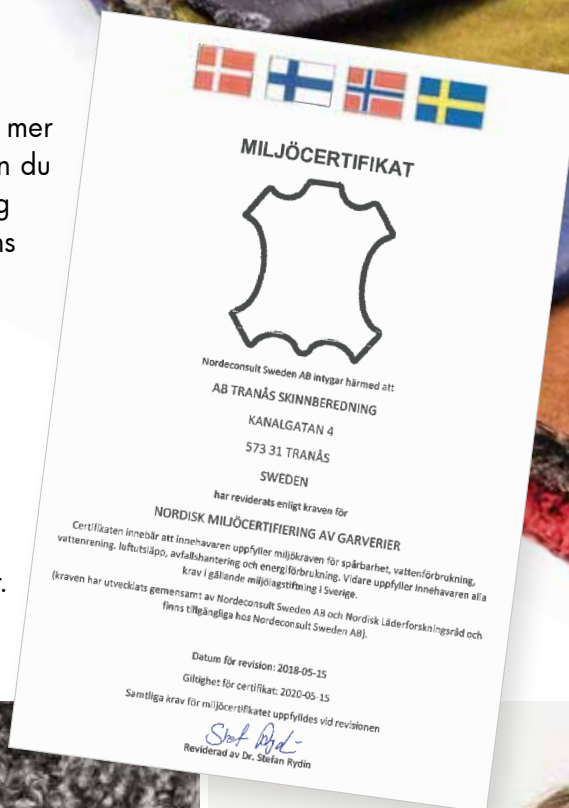 mer
n du
g
ns
r.
MILJÖCERTIFIKAT
Nordeconsult Sweden AB intygar härmed att
AB TRANÅS SKINNBEREDNING
KANALGATAN 4
573 31 TRANÅS
SWEDEN
har reviderats enligt kraven för
NORDISK MILJÖCERTIFIERING AV GARVERIER
Certifikaten innebär att innehavaren uppfyller miljökraven för spårbarhet, vattenförbrukning,
vattenrening, luftutsläpp, avfallshantering och energiförbrukning. Vidare uppfyller innehavaren alla
krav i gällande miljölagstiftning i Sverige.
(kraven har utvecklats gemensamt av Nordeconsult Sweden AB och Nordisk Läderforskningsråd och
finns tillgängliga hos Nordeconsult Sweden AB).
Datum för revision: 2018-05-15
Giltighet för certifikat: 2020-05-15
Samtliga krav för miljöcertifikatet uppfylldes vid revisionen
Reviderad av Dr. Stefan Rydin